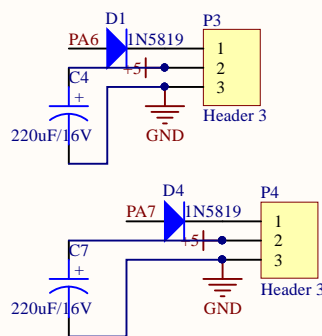 D1 P3
PA6 1N5819 1
+5 2
C4 3
+
GND Header 3
220uF/16V
D4 P4
PA7 1N5819 1
+5 2
C7 3
+
GND Header 3
220uF/16V